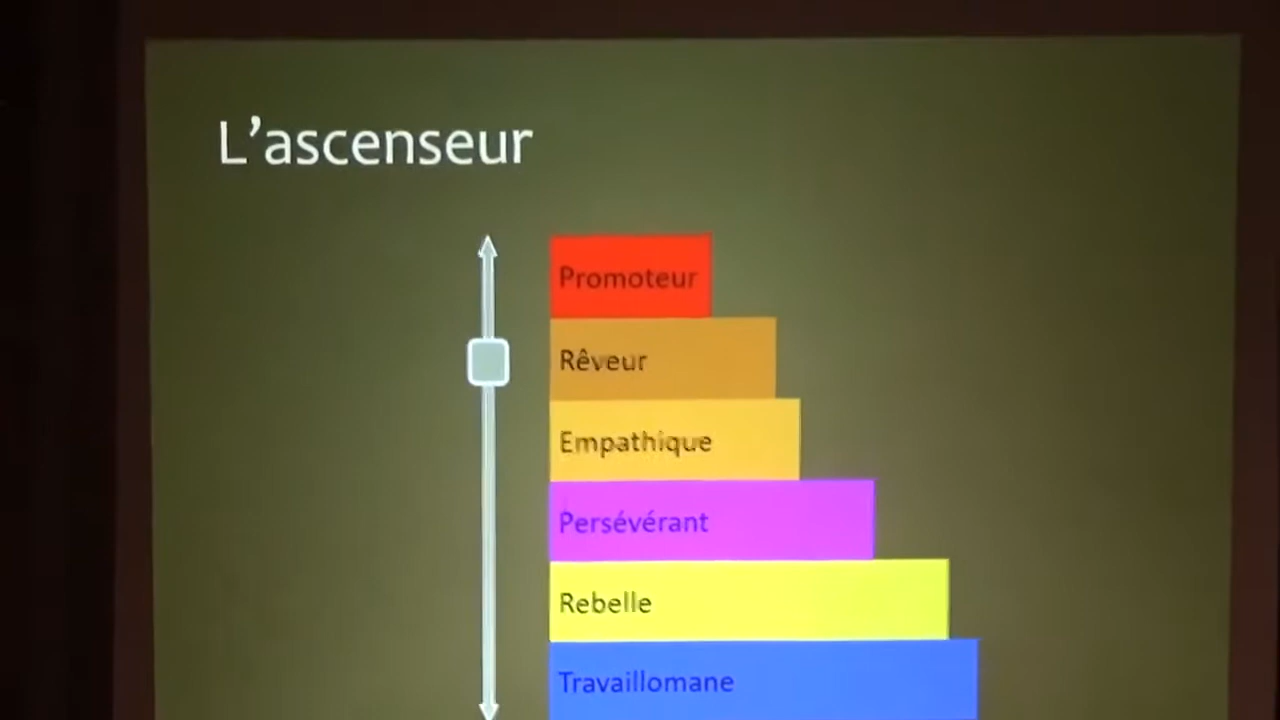 L'ascenseur
Promoteur
Rêveur
Empathique
Persévérant
Rebelle
Travaillomane